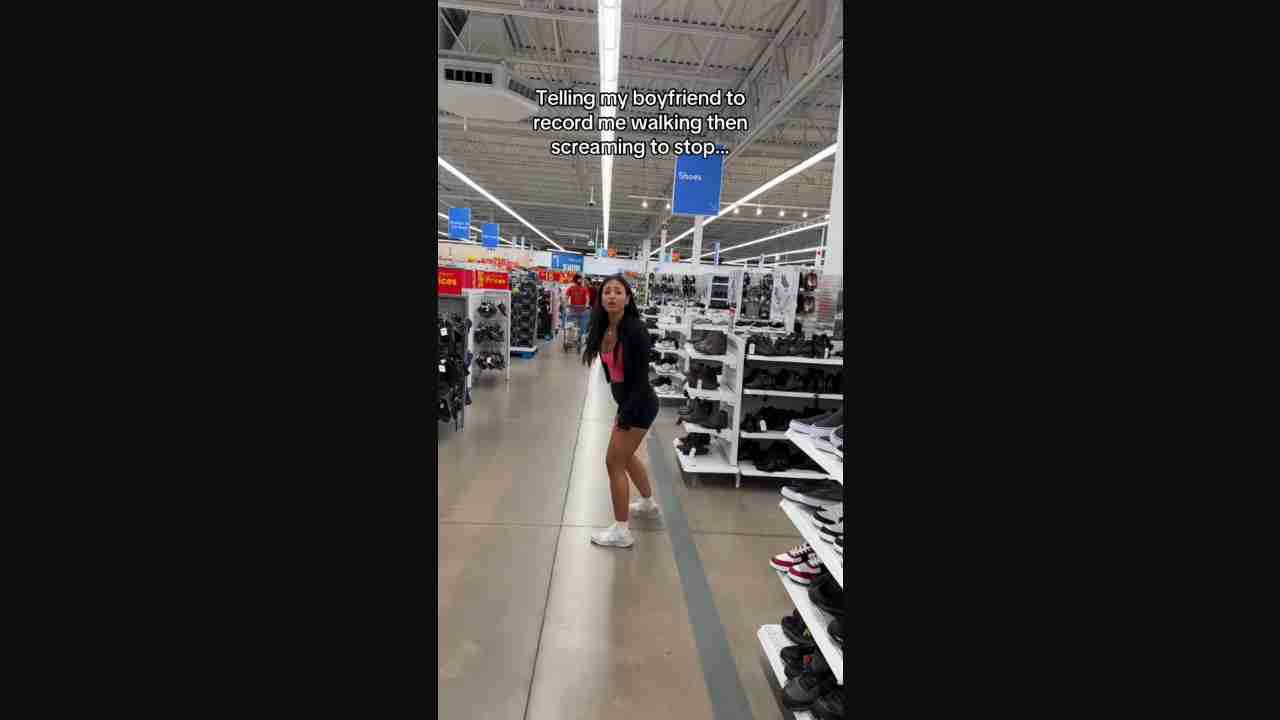 Telling my boyfriend to
record me walking then
screaming to stop...
Shoes